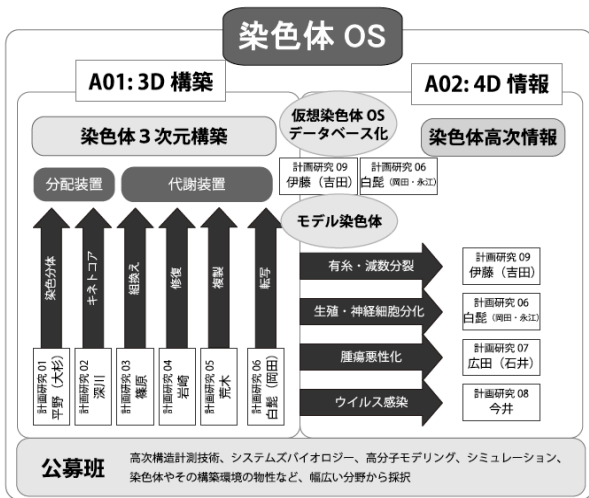 染色体 OS
A01: 3D 構築
A02: 4D 情報
染色体３次元構築
仮想染色体 OS
データベース化
染色体高次情報
計画研究 09
伊藤（吉田）
計画研究 06
白髭（岡田・永江）
分配装置
代謝装置
モデル染色体
染色分体
キネトコア
組換え
修復
複製
転写
計画研究 01
平野（大杉）
計画研究 02
深川
計画研究 03
篠原
計画研究 04
岩崎
計画研究 05
荒木
計画研究 06
白髭（岡田）
有糸・減数分裂
計画研究 09
伊藤（吉田）
生殖・神経細胞分化
計画研究 06
白髭（岡田・永江）
腫瘍悪性化
計画研究 07
広田（石井）
ウイルス感染
計画研究 08
今井
公募班
高次構造計測技術、システムズバイオロジー、高分子モデリング、シミュレーション、
染色体やその構築環境の物性など、幅広い分野から採択